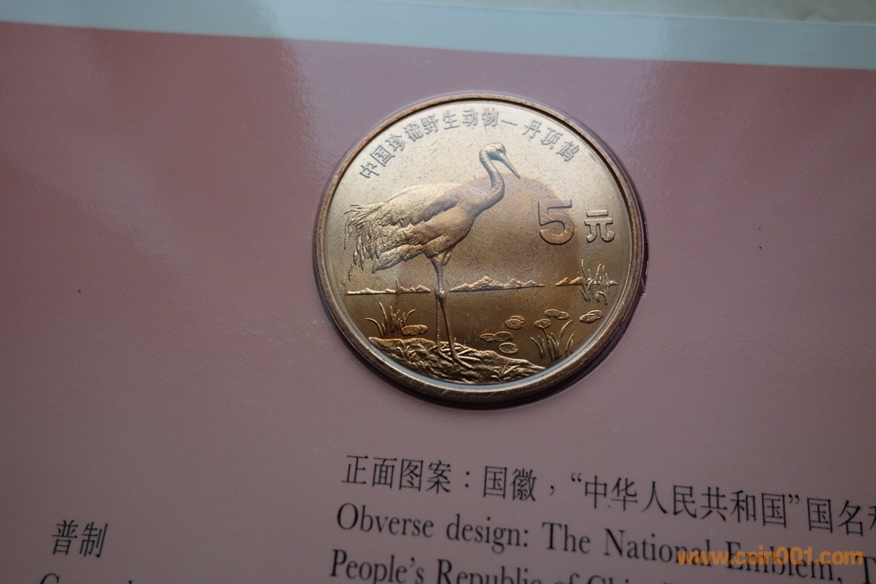 中国珍稀野生动物—丹顶鹤
5元
正面图案：国徽，“中华人民共和国”国名
普制
Obverse design: The National Emblem,
People's Republic of
www.coin001.com